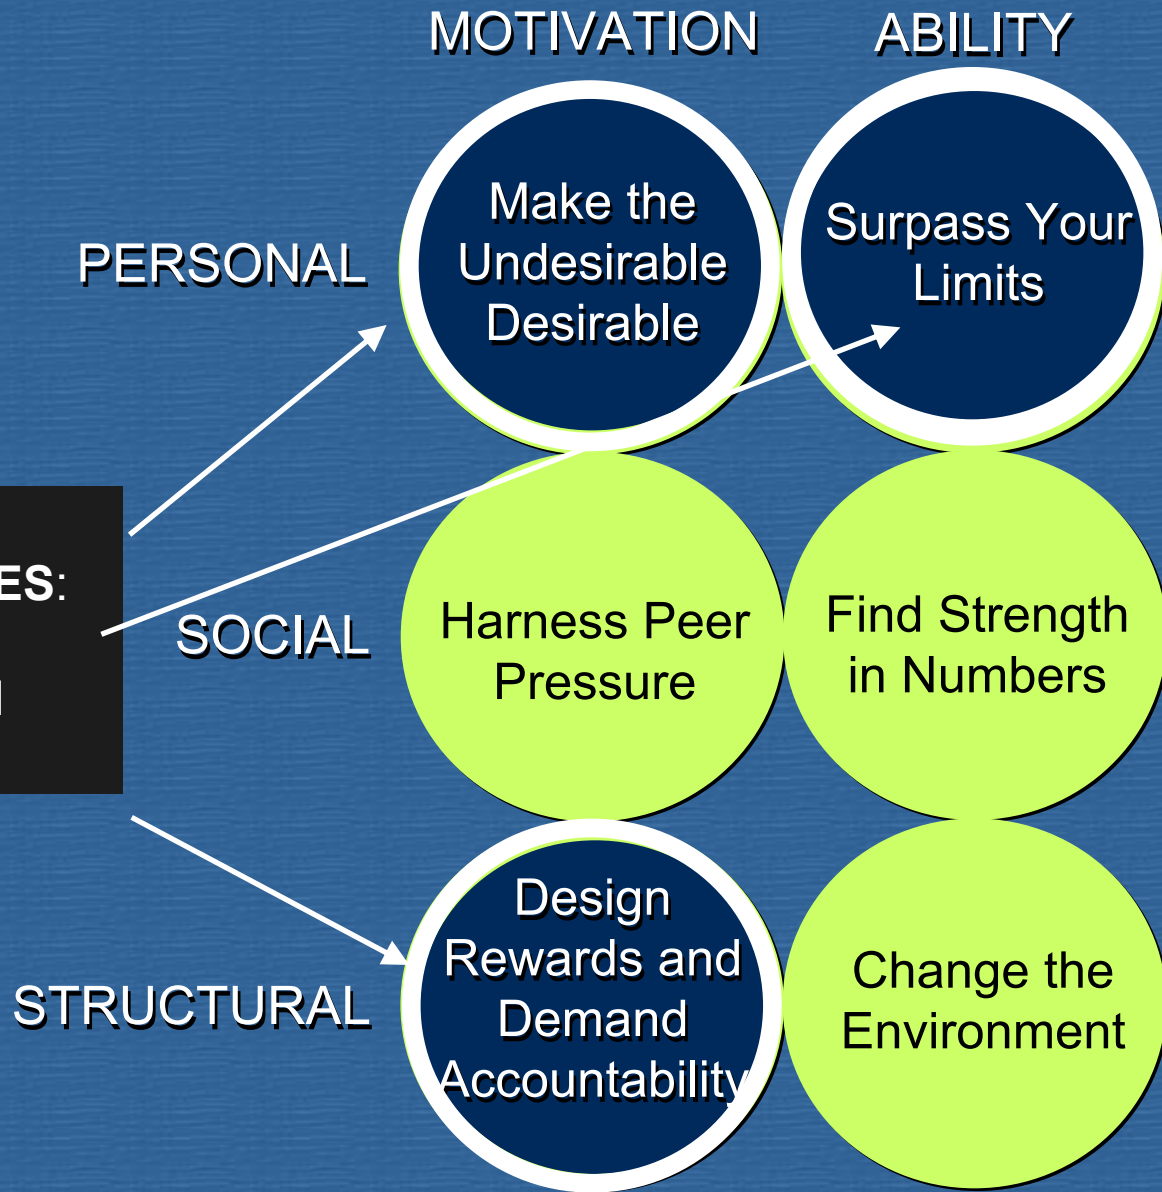 MOTIVATION ABILITY
PERSONAL
Make the
Undesirable
Desirable
Surpass Your
Limits
ES:
SOCIAL
Harness Peer
Pressure
Find Strength
in Numbers
STRUCTURAL
Design
Rewards and
Demand
Accountability
Change the
Environment